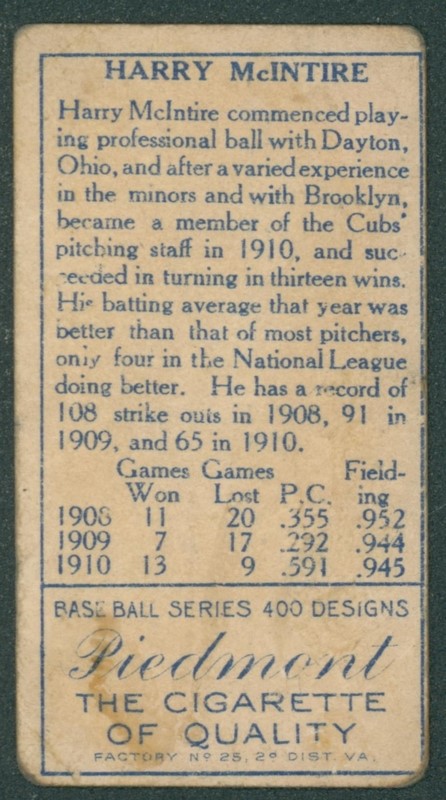 HARRY McINTIRE
Harry McIntire commenced play-
ing professional ball with Dayton,
Ohio, and after a varied experience
in the minors and with Brooklyn,
became a member of the Cubs'
pitching staff in 1910, and suc-
ceeded in turning in thirteen wins.
His batting average that year was
better than that of most pitchers,
only four in the National League
doing better. He has a record of
108 strike outs in 1908, 91 in
1909, and 65 in 1910.
Games Games Field-
Won Lost P.C. ing
1908 11 20 .355 .952
1909 7 17 .292 .944
1910 13 9 .591 .945
BASE BALL SERIES 400 DESIGNS
Piedmont
THE CIGARETTE
OF QUALITY
FACTORY Nº 25, 2º DIST. VA.